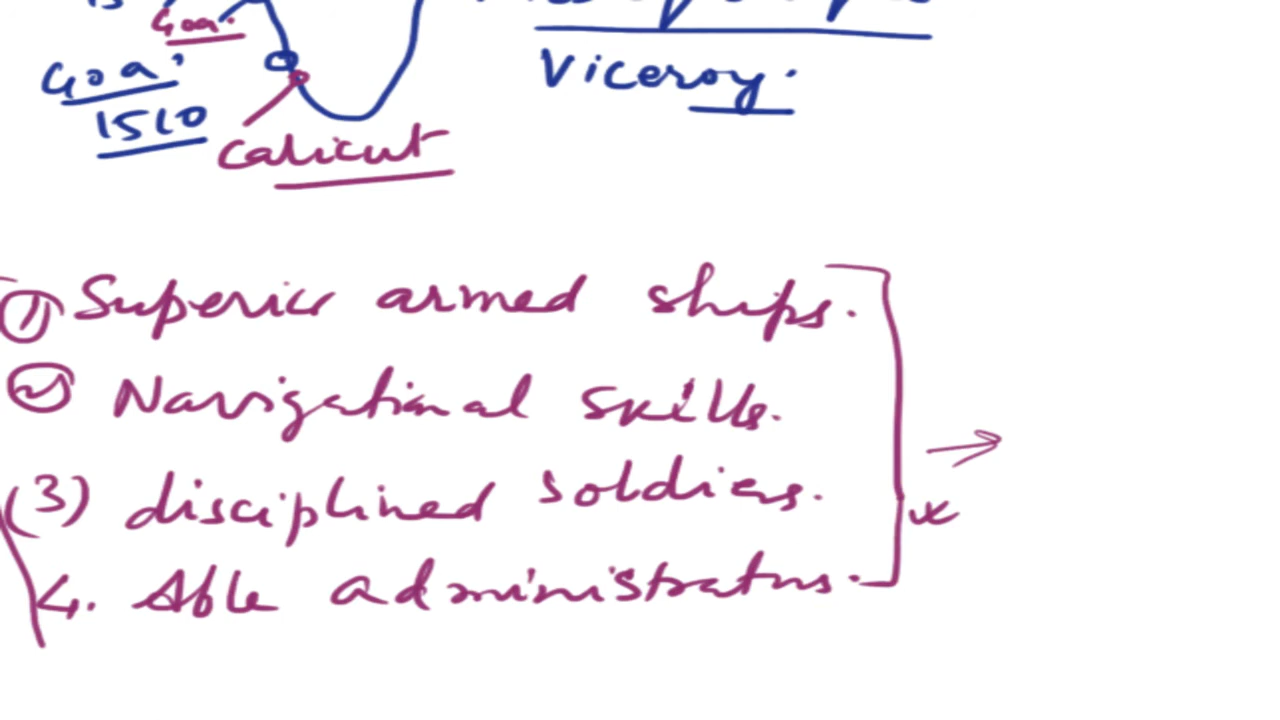 Goa.
Goa
1510
Calicut
Viceroy.
① Superior armed ships.
② Navigational skills.
(3) disciplined soldiers.
4. Able administrators.